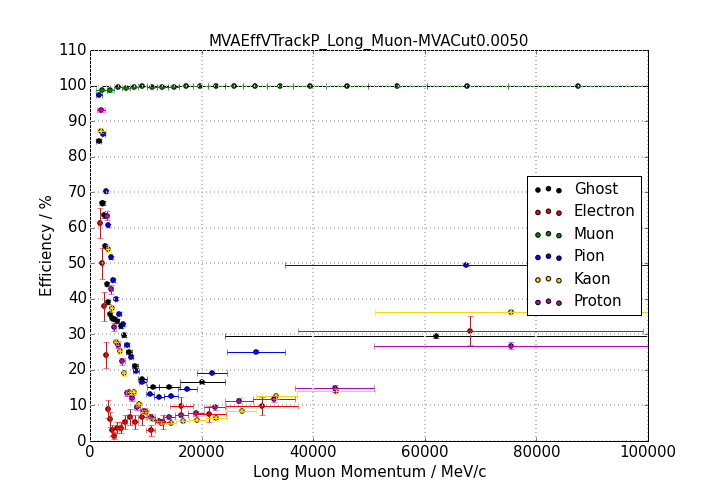 MVAEffVTrackP_Long_Muon-MVACut0.0050
Efficiency / %
110
100
90
80
70
60
50
40
30
20
10
0
Ghost
Electron
Muon
Pion
Kaon
Proton
0 20000 40000 60000 80000 100000
Long Muon Momentum / MeV/c